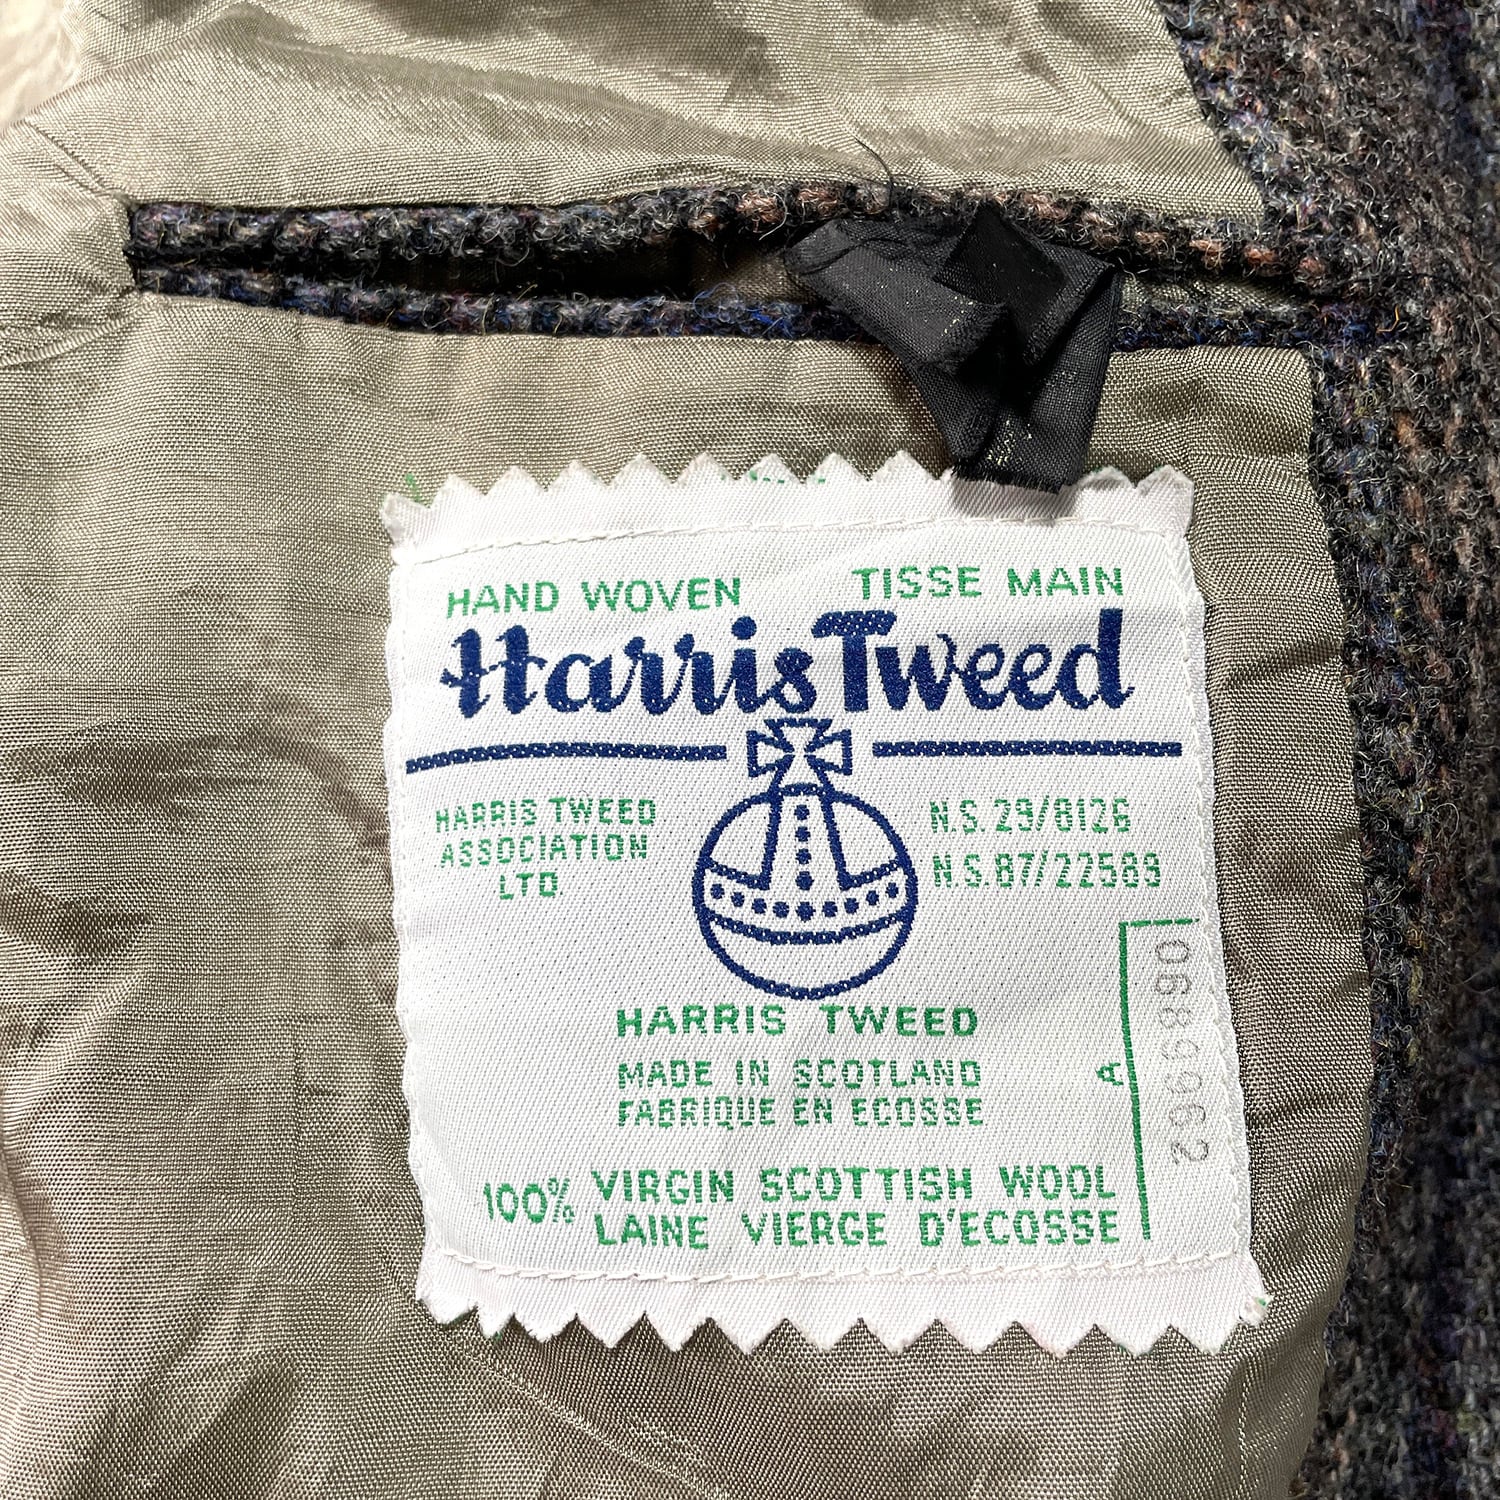 HAND WOVEN TISSE MAIN
Harris Tweed
HARRIS TWEED
ASSOCIATION
LTD.
N.S. 29/8126
N.S. 87/22589
HARRIS TWEED
MADE IN SCOTLAND
FABRIQUE EN ECOSSE
100% VIRGIN SCOTTISH WOOL
LAINE VIERGE D'ECOSSE
A
0689962